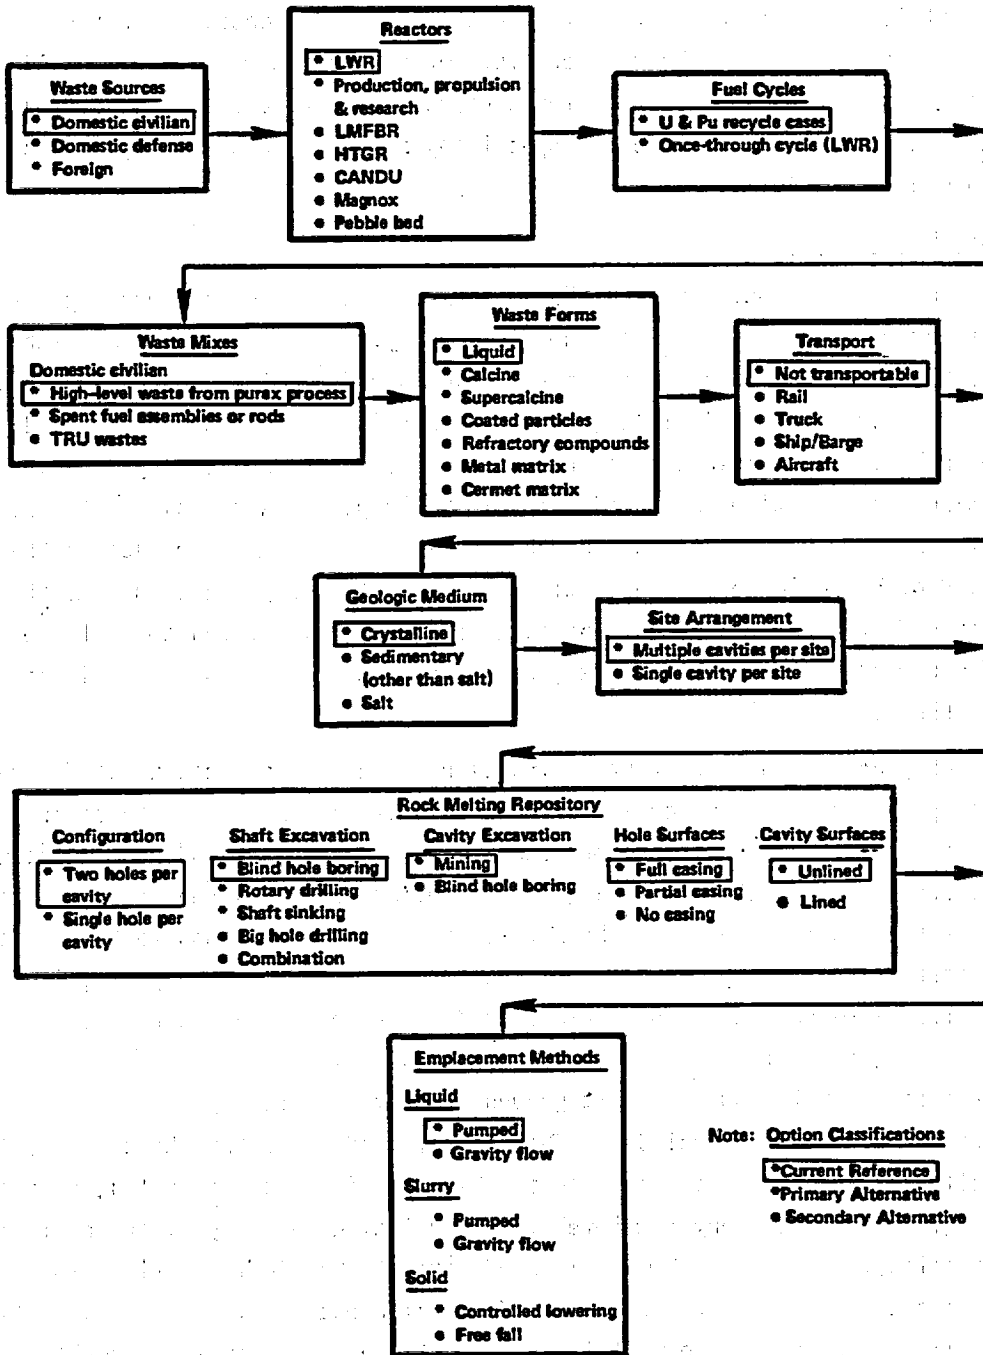 Waste Sources
* Domestic civilian
* Domestic defense
* Foreign
Reactors
* LWR
* Production, propulsion
& research
● LMFBR
● HTGR
● CANDU
● Magnox
● Pebble bed
Fuel Cycles
* U & Pu recycle cases
* Once-through cycle (LWR)
Waste Mixes
Domestic civilian
* High-level waste from purex process
* Spent fuel assemblies or rods
● TRU wastes
Waste Forms
* Liquid
* Calcine
* Supercalcine
● Coated particles
● Refractory compounds
● Metal matrix
● Cermet matrix
Transport
* Not transportable
● Rail
● Truck
● Ship/Barge
● Aircraft
Geologic Medium
* Crystalline
● Sedimentary
(other than salt)
● Salt
Site Arrangement
* Multiple cavities per site
● Single cavity per site
Rock Melting Repository
Configuration
* Two holes per
cavity
* Single hole per
cavity
Shaft Excavation
* Blind hole boring
* Rotary drilling
* Shaft sinking
● Big hole drilling
● Combination
Cavity Excavation
* Mining
● Blind hole boring
Hole Surfaces
* Full casing
● Partial casing
● No casing
Cavity Surfaces
* Unlined
● Lined
Emplacement Methods
Liquid
* Pumped
● Gravity flow
Slurry
* Pumped
● Gravity flow
Solid
* Controlled lowering
● Free fall
Note: Option Classifications
*Current Reference
*Primary Alternative
● Secondary Alternative